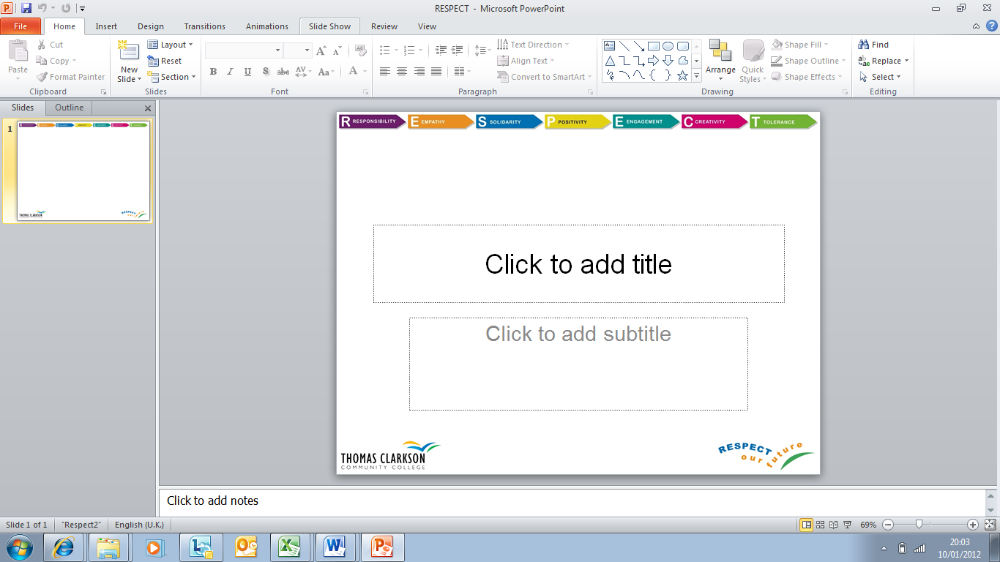 RESPECT - Microsoft PowerPoint
File Home Insert Design Transitions Animations Slide Show Review View
Paste
Cut
Copy
Format Painter
Clipboard
New Slide
Layout
Reset
Section
Slides
B I U S abc AV Aa A
Font
Text Direction
Align Text
Convert to SmartArt
Paragraph
Arrange
Quick Styles
Shape Fill
Shape Outline
Shape Effects
Drawing
Find
Replace
Select
Editing
Slides Outline
1
R RESPONSIBILITY E EMPATHY S SOLIDARITY P POSITIVITY E ENGAGEMENT C CREATIVITY T TOLERANCE
Click to add title
Click to add subtitle
THOMAS CLARKSON
COMMUNITY COLLEGE
RESPECT
our future
Click to add notes
Slide 1 of 1 "Respect2" English (U.K.) 69%
20:03
10/01/2012